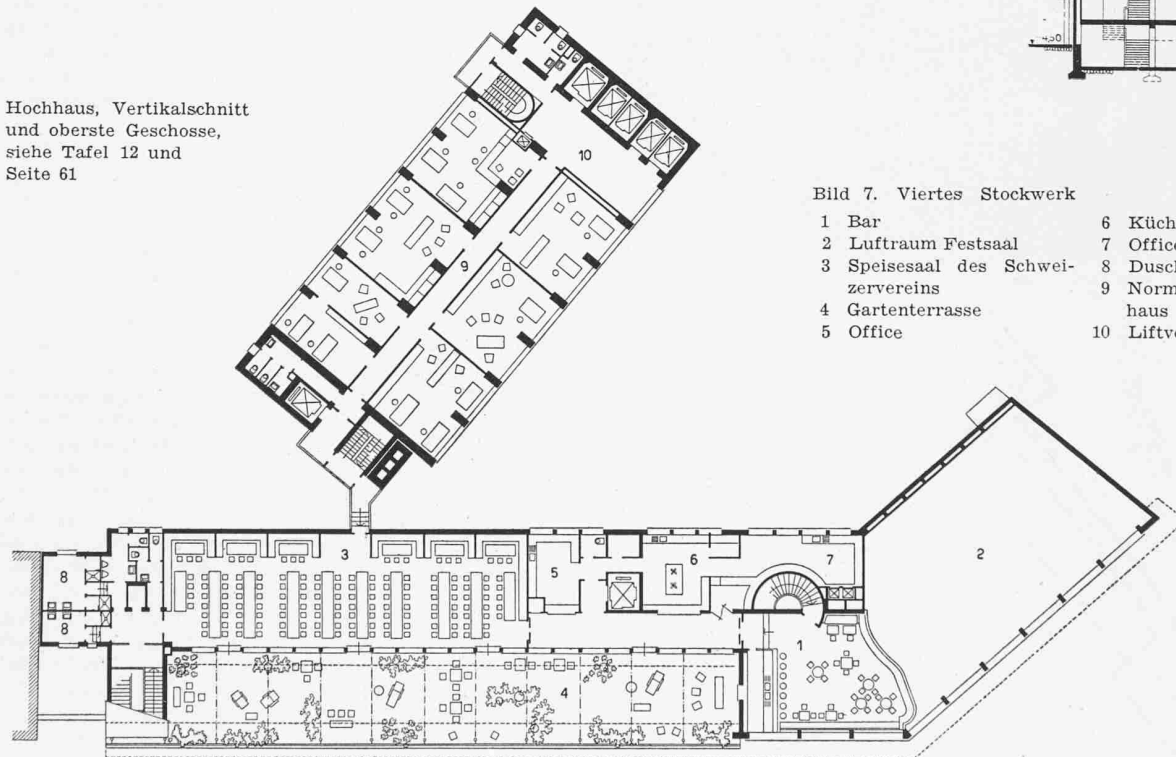 4,50
Hochhaus, Vertikalschnitt
und oberste Geschosse,
siehe Tafel 12 und
Seite 61
Bild 7. Viertes Stockwerk
1 Bar
2 Luftraum Festsaal
3 Speisesaal des Schwei-
zervereins
4 Gartenterrasse
5 Office
6 Küch
7 Office
8 Dusch
9 Norm
haus
10 Liftv
10
9
3
8
5
6
7
2
8
1
4